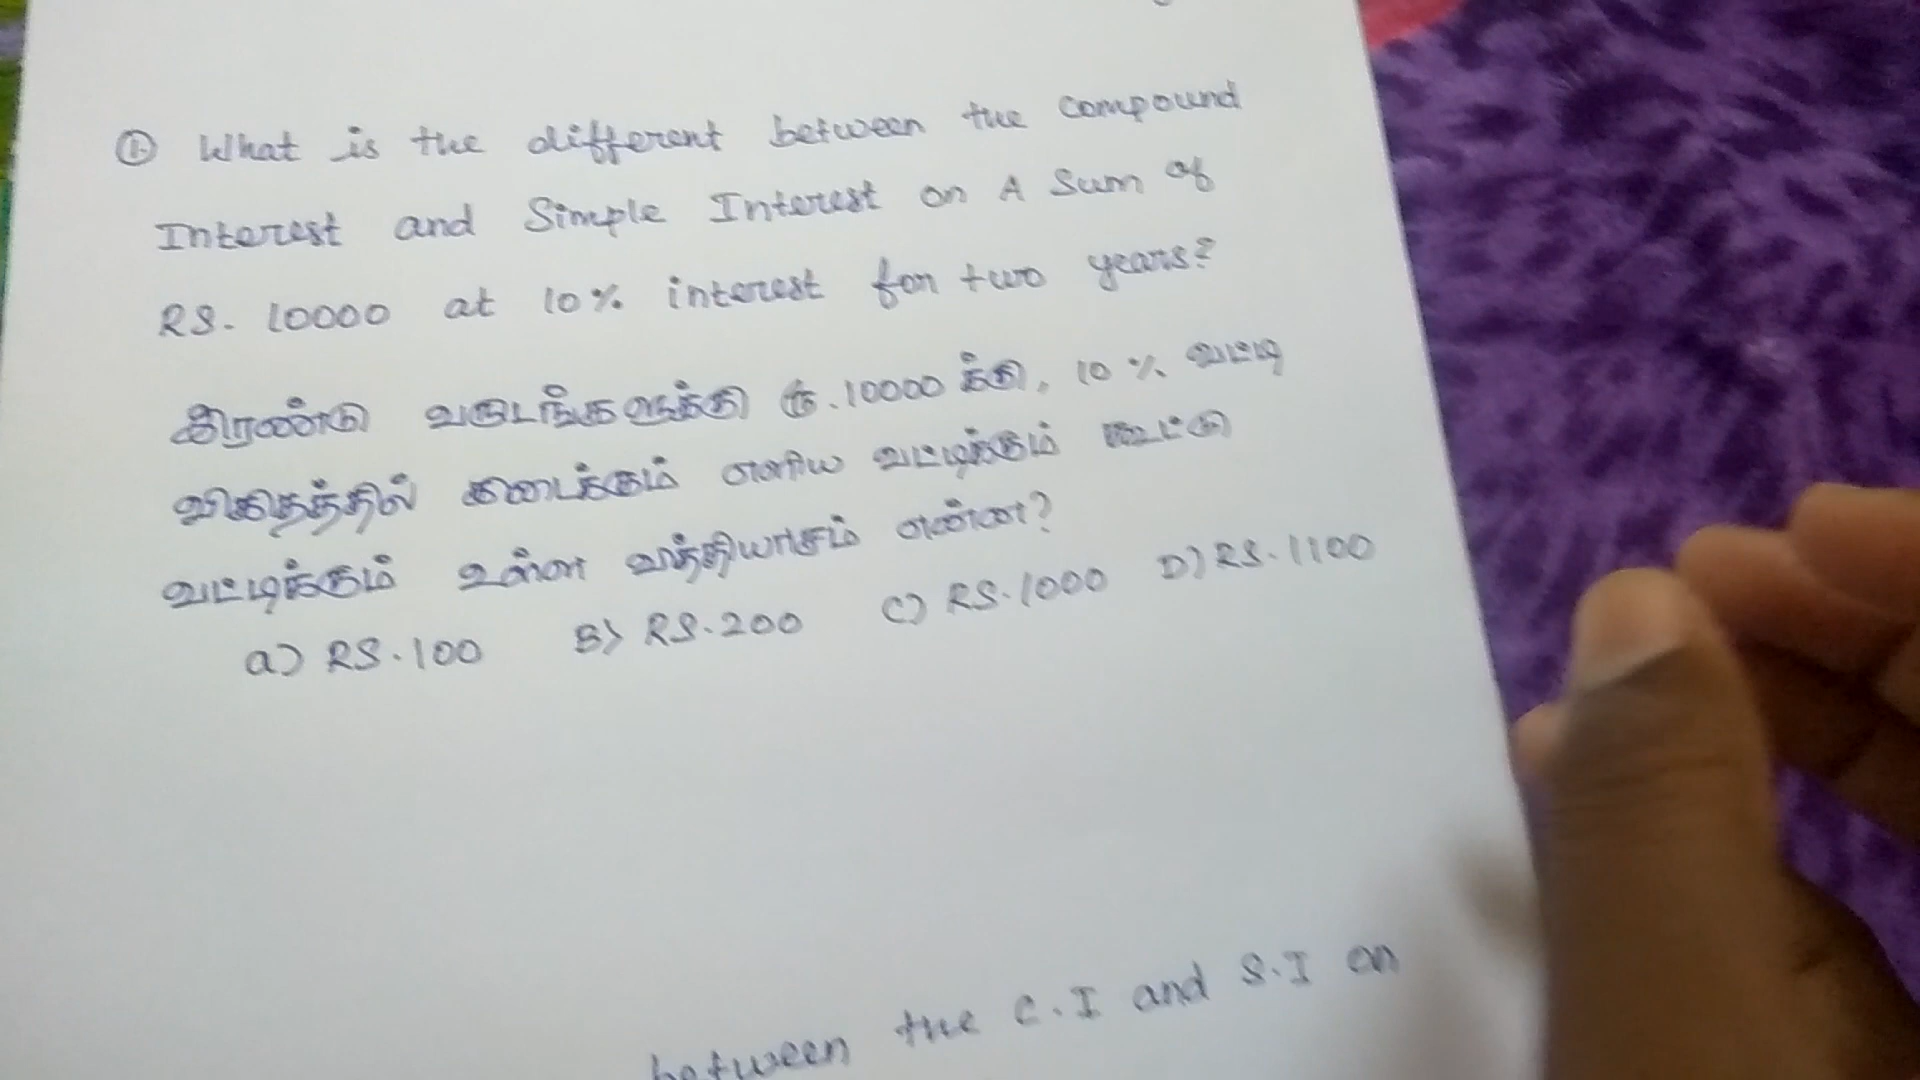 ① What is the different between the compound
Interest and Simple Interest on A Sum of
RS. 10000 at 10% interest for two years?
இரண்டு வருடங்களுக்கு ரூ.10000 க்கு, 10 % வட்டி
விகிதத்தில் கிடைக்கும் எளிய வட்டிக்கும் கூட்டு
வட்டிக்கும் உள்ள வித்தியாசம் என்ன?
a) RS.100 B) RS.200 C) RS.1000 D) RS.1100
between the C.I and S.I on